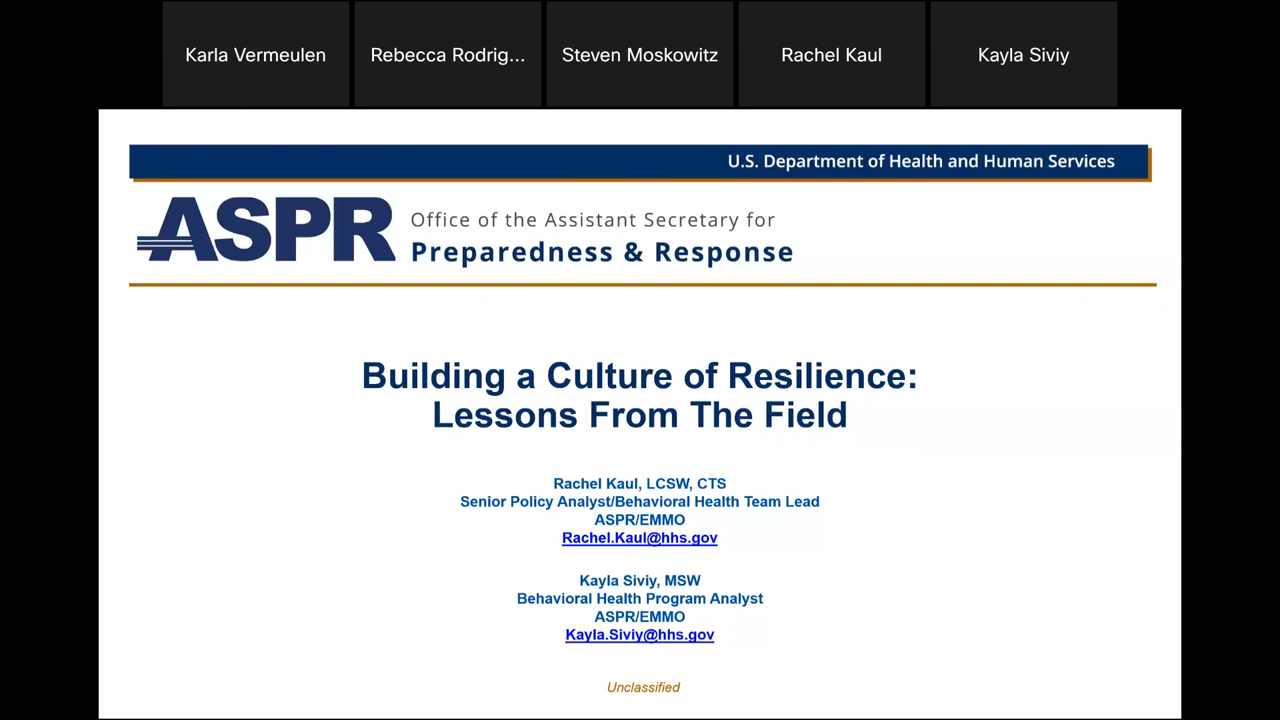 Karla Vermeulen
Rebecca Rodrig...
Steven Moskowitz
Rachel Kaul
Kayla Siviy
U.S. Department of Health and Human Services
ASPR
Office of the Assistant Secretary for
Preparedness & Response
Building a Culture of Resilience:
Lessons From The Field
Rachel Kaul, LCSW, CTS
Senior Policy Analyst/Behavioral Health Team Lead
ASPR/EMMO
Rachel.Kaul@hhs.gov
Kayla Siviy, MSW
Behavioral Health Program Analyst
ASPR/EMMO
Kayla.Siviy@hhs.gov
Unclassified